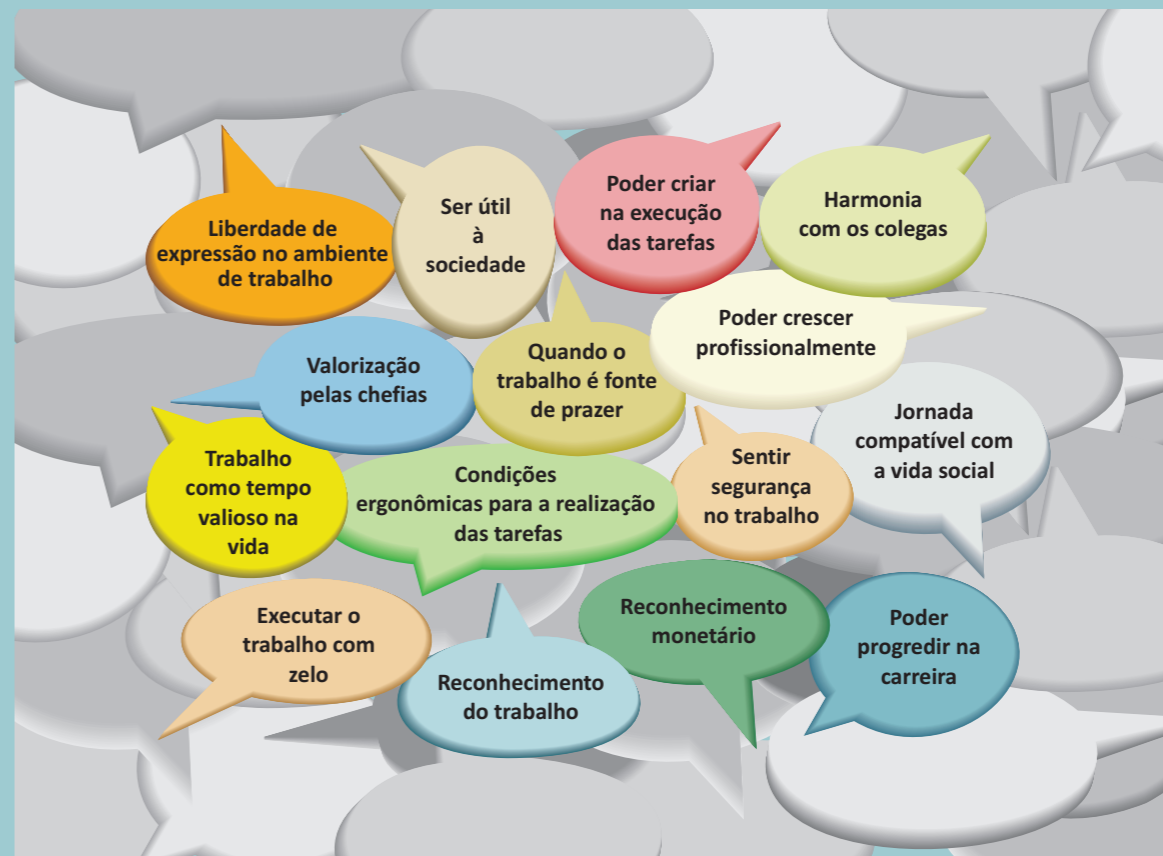 Liberdade de
expressão no ambiente
de trabalho
Ser útil
à
sociedade
Poder criar
na execução
das tarefas
Harmonia
com os colegas
Valorização
pelas chefias
Quando o
trabalho é fonte
de prazer
Poder crescer
profissionalmente
Trabalho
como tempo
valioso na
vida
Condições
ergonômicas para a realização
das tarefas
Sentir
segurança
no trabalho
Jornada
compatível com
a vida social
Executar o
trabalho com
zelo
Reconhecimento
do trabalho
Reconhecimento
monetário
Poder
progredir na
carreira